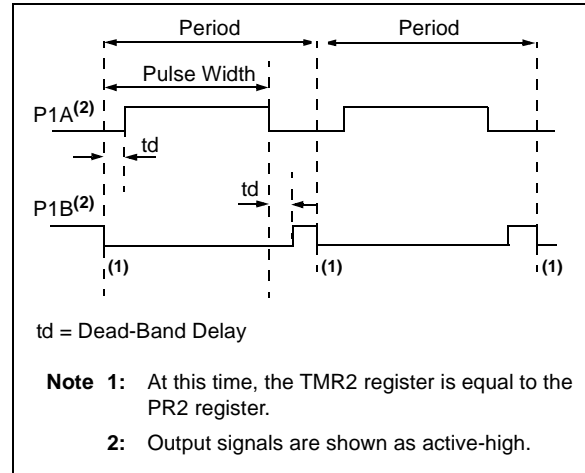 Period Period
Pulse Width
P1A(2)
td
td
P1B(2)
(1) (1) (1)
td = Dead-Band Delay
Note 1: At this time, the TMR2 register is equal to the
PR2 register.
2: Output signals are shown as active-high.